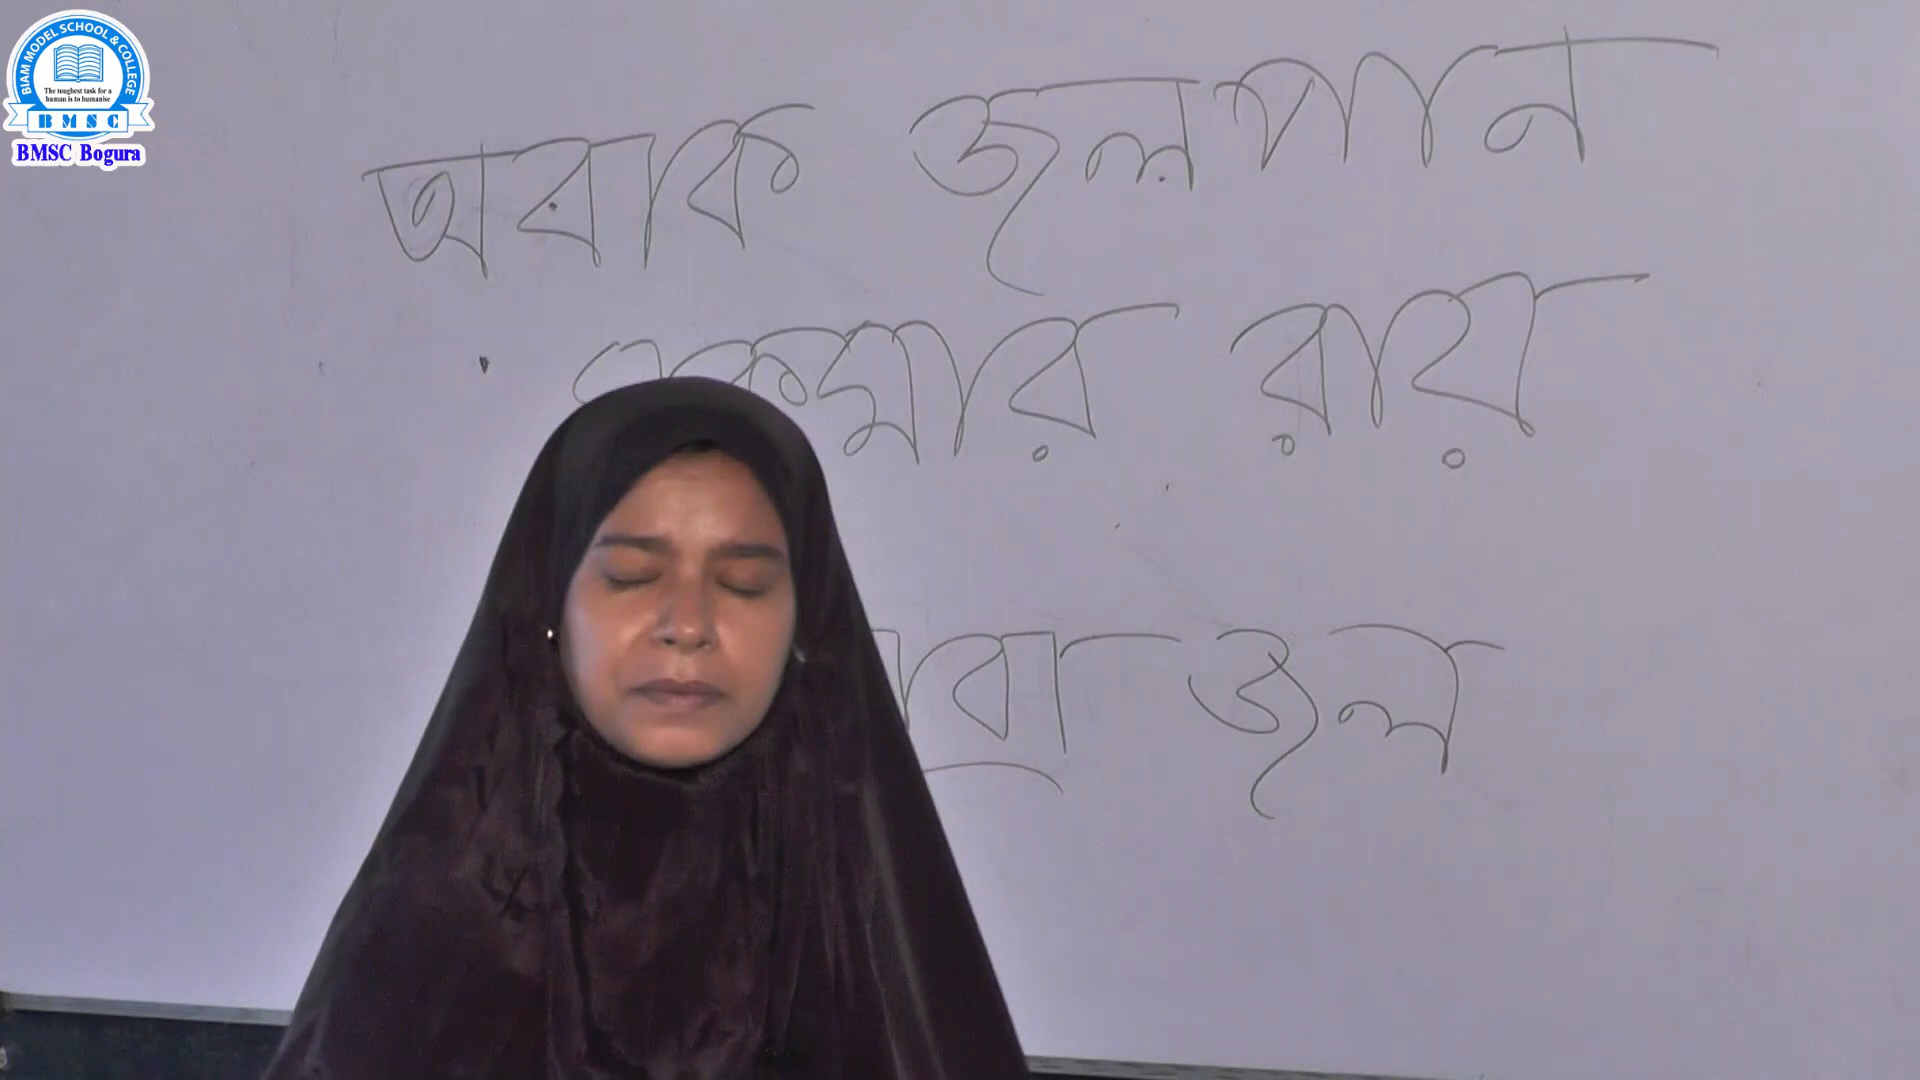 BIAM MODEL SCHOOL & COLLEGE
The toughest task for a
human is to humanise
BMSC
BMSC Bogura
অবাক জলপান
রায়
জল